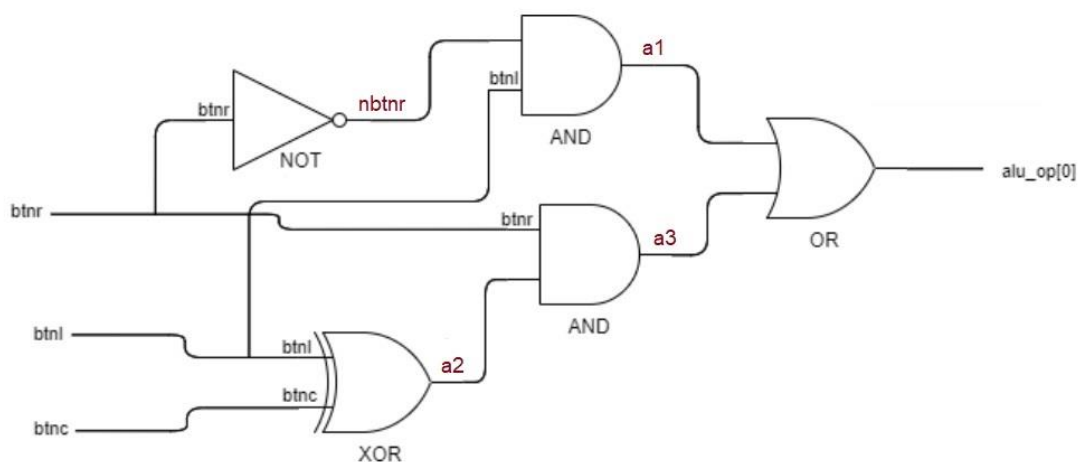 a1
btnl
btnr
nbtnr
AND
NOT
alu_op[0]
btnr
btnr
a3
OR
AND
btnl
btnl
a2
btnc
btnc
XOR